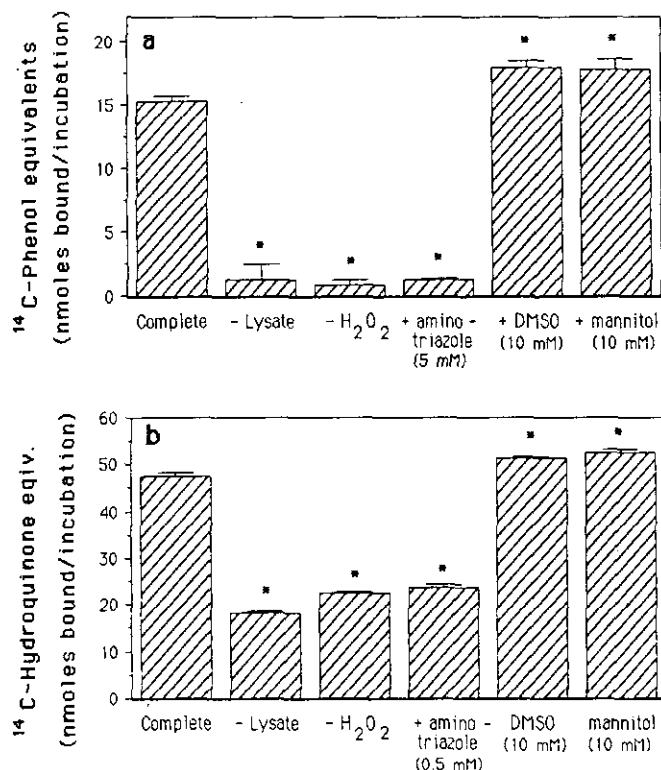 a
¹⁴C-Phenol equivalents
(nmoles bound/incubation)
20
15
10
5
0
* * * * *
Complete - Lysate - H₂O₂ + amino - + DMSO + mannitol
triazole (10 mM) (10 mM)
(5 mM)
b
¹⁴C-Hydroquinone eqiv.
(nmoles bound/incubation)
60
50
40
30
20
10
0
* * * * *
Complete - Lysate - H₂O₂ + amino - DMSO mannitol
triazole (10 mM) (10 mM)
(0.5 mM)